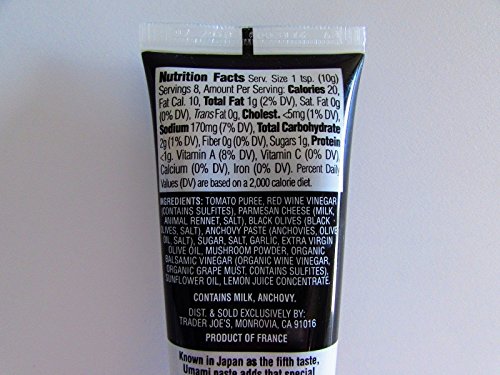 Nutrition Facts Serv. Size 1 tsp. (10g)
Servings 8, Amount Per Serving: Calories 20,
Fat Cal. 10, Total Fat 1g (2% DV), Sat. Fat 0g
(0% DV), Trans Fat 0g, Cholest. <5mg (1% DV),
Sodium 170mg (7% DV), Total Carbohydrate
2g (1% DV), Fiber 0g (0% DV), Sugars 1g, Protein
<1g. Vitamin A (8% DV), Vitamin C (0% DV),
Calcium (0% DV), Iron (0% DV). Percent Daily
Values (DV) are based on a 2,000 calorie diet.
INGREDIENTS: TOMATO PUREE, RED WINE VINEGAR
(CONTAINS SULFITES), PARMESAN CHEESE (MILK,
ANIMAL RENNET, SALT), BLACK OLIVES (BLACK
OLIVES, SALT), ANCHOVY PASTE (ANCHOVIES, OLIVE
OIL, SALT), SUGAR, SALT, GARLIC, EXTRA VIRGIN
OLIVE OIL, MUSHROOM POWDER, ORGANIC
BALSAMIC VINEGAR (ORGANIC WINE VINEGAR,
ORGANIC GRAPE MUST, CONTAINS SULFITES),
SUNFLOWER OIL, LEMON JUICE CONCENTRATE.
CONTAINS MILK, ANCHOVY.
DIST. & SOLD EXCLUSIVELY BY:
TRADER JOE'S, MONROVIA, CA 91016
PRODUCT OF FRANCE
Known in Japan as the fifth taste,
Umami paste adds that special